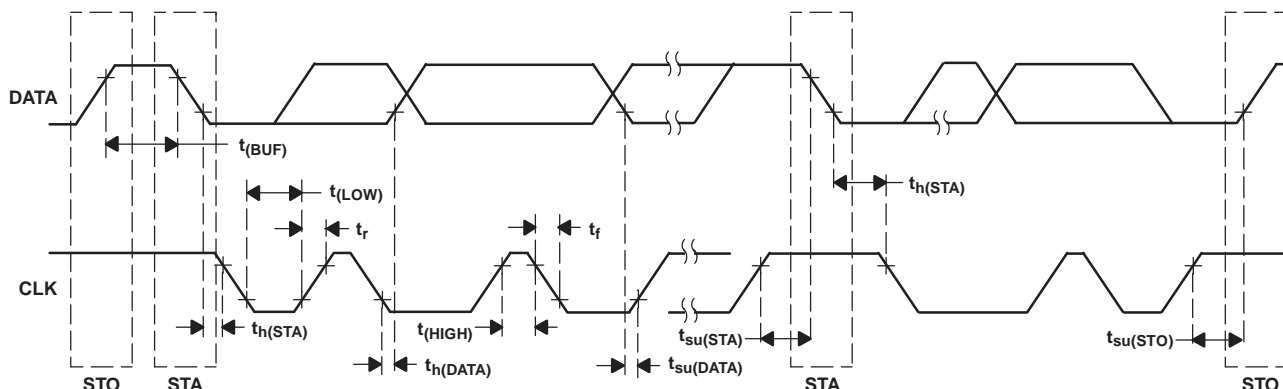 DATA
t(BUF)
t(LOW)
th(STA)
tr
tf
CLK
th(STA)
t(HIGH)
tsu(STA)
tsu(STO)
th(DATA)
tsu(DATA)
STO STA STA STO